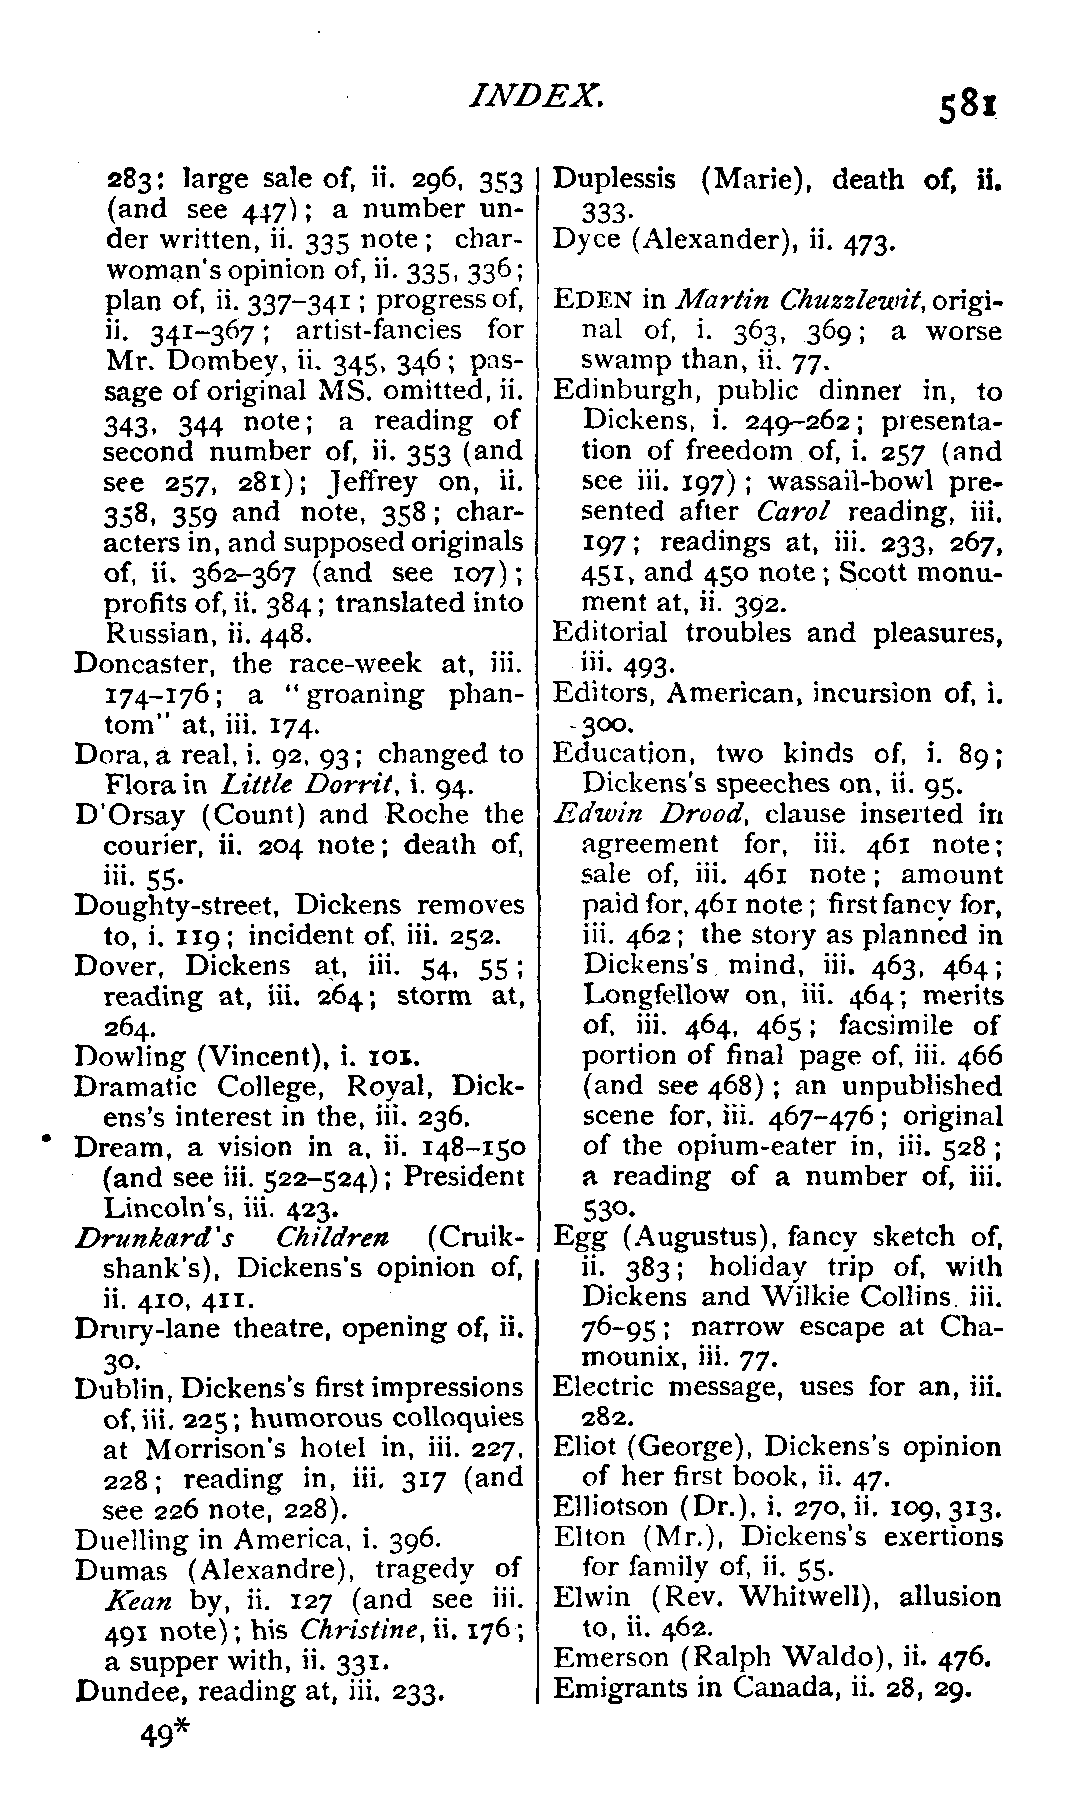 INDEX.
581
283; large sale of, ii. 296, 353
(and see 447); a number un-
der written, ii. 335 note; char-
woman's opinion of, ii. 335, 336;
plan of, ii. 337–341; progress of,
ii. 341–367; artist-fancies for
Mr. Dombey, ii. 345, 346; pas-
sage of original MS. omitted, ii.
343, 344 note; a reading of
second number of, ii. 353 (and
see 257, 281); Jeffrey on, ii.
358, 359 and note, 358; char-
acters in, and supposed originals
of, ii. 362–367 (and see 107);
profits of, ii. 384; translated into
Russian, ii. 448.
Doncaster, the race-week at, iii.
174–176; a "groaning phan-
tom" at, iii. 174.
Dora, a real, i. 92, 93; changed to
Flora in Little Dorrit, i. 94.
D'Orsay (Count) and Roche the
courier, ii. 204 note; death of,
iii. 55.
Doughty-street, Dickens removes
to, i. 119; incident of, iii. 252.
Dover, Dickens at, iii. 54, 55;
reading at, iii. 264; storm at,
264.
Dowling (Vincent), i. 101.
Dramatic College, Royal, Dick-
ens's interest in the, iii. 236.
Dream, a vision in a, ii. 148–150
(and see iii. 522–524); President
Lincoln's, iii. 423.
Drunkard's Children (Cruik-
shank's), Dickens's opinion of,
ii. 410, 411.
Drury-lane theatre, opening of, ii.
30.
Dublin, Dickens's first impressions
of, iii. 225; humorous colloquies
at Morrison's hotel in, iii. 227,
228; reading in, iii. 317 (and
see 226 note, 228).
Duelling in America, i. 396.
Dumas (Alexandre), tragedy of
Kean by, ii. 127 (and see iii.
491 note); his Christine, ii. 176;
a supper with, ii. 331.
Dundee, reading at, iii. 233.
49*
Duplessis (Marie), death of, ii.
333.
Dyce (Alexander), ii. 473.
EDEN in Martin Chuzzlewit, origi-
nal of, i. 363, 369; a worse
swamp than, ii. 77.
Edinburgh, public dinner in, to
Dickens, i. 249–262; presenta-
tion of freedom of, i. 257 (and
see iii. 197); wassail-bowl pre-
sented after Carol reading, iii.
197; readings at, iii. 233, 267,
451, and 450 note; Scott monu-
ment at, ii. 392.
Editorial troubles and pleasures,
iii. 493.
Editors, American, incursion of, i.
300.
Education, two kinds of, i. 89;
Dickens's speeches on, ii. 95.
Edwin Drood, clause inserted in
agreement for, iii. 461 note;
sale of, iii. 461 note; amount
paid for, 461 note; first fancy for,
iii. 462; the story as planned in
Dickens's mind, iii. 463, 464;
Longfellow on, iii. 464; merits
of, iii. 464, 465; facsimile of
portion of final page of, iii. 466
(and see 468); an unpublished
scene for, iii. 467–476; original
of the opium-eater in, iii. 528;
a reading of a number of, iii.
530.
Egg (Augustus), fancy sketch of,
ii. 383; holiday trip of, with
Dickens and Wilkie Collins. iii.
76–95; narrow escape at Cha-
mounix, iii. 77.
Electric message, uses for an, iii.
282.
Eliot (George), Dickens's opinion
of her first book, ii. 47.
Elliotson (Dr.), i. 270, ii. 109, 313.
Elton (Mr.), Dickens's exertions
for family of, ii. 55.
Elwin (Rev. Whitwell), allusion
to, ii. 462.
Emerson (Ralph Waldo), ii. 476.
Emigrants in Canada, ii. 28, 29.